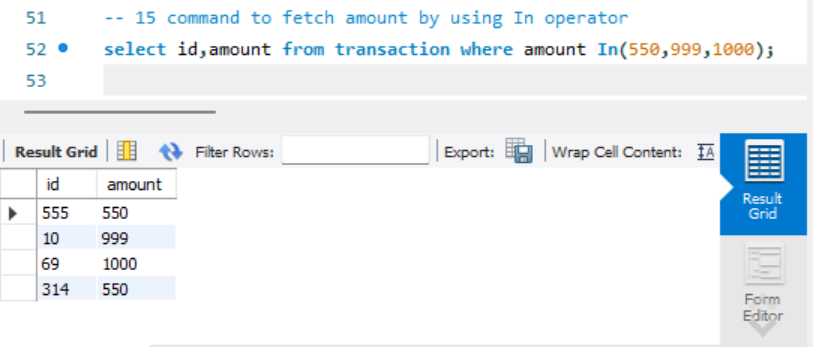 51 -- 15 command to fetch amount by using In operator
52 select id,amount from transaction where amount In(550,999,1000);
53
Result Grid Filter Rows: Export: Wrap Cell Content: IA
id amount
555 550
10 999
69 1000
314 550
Result
Grid
Form
Editor